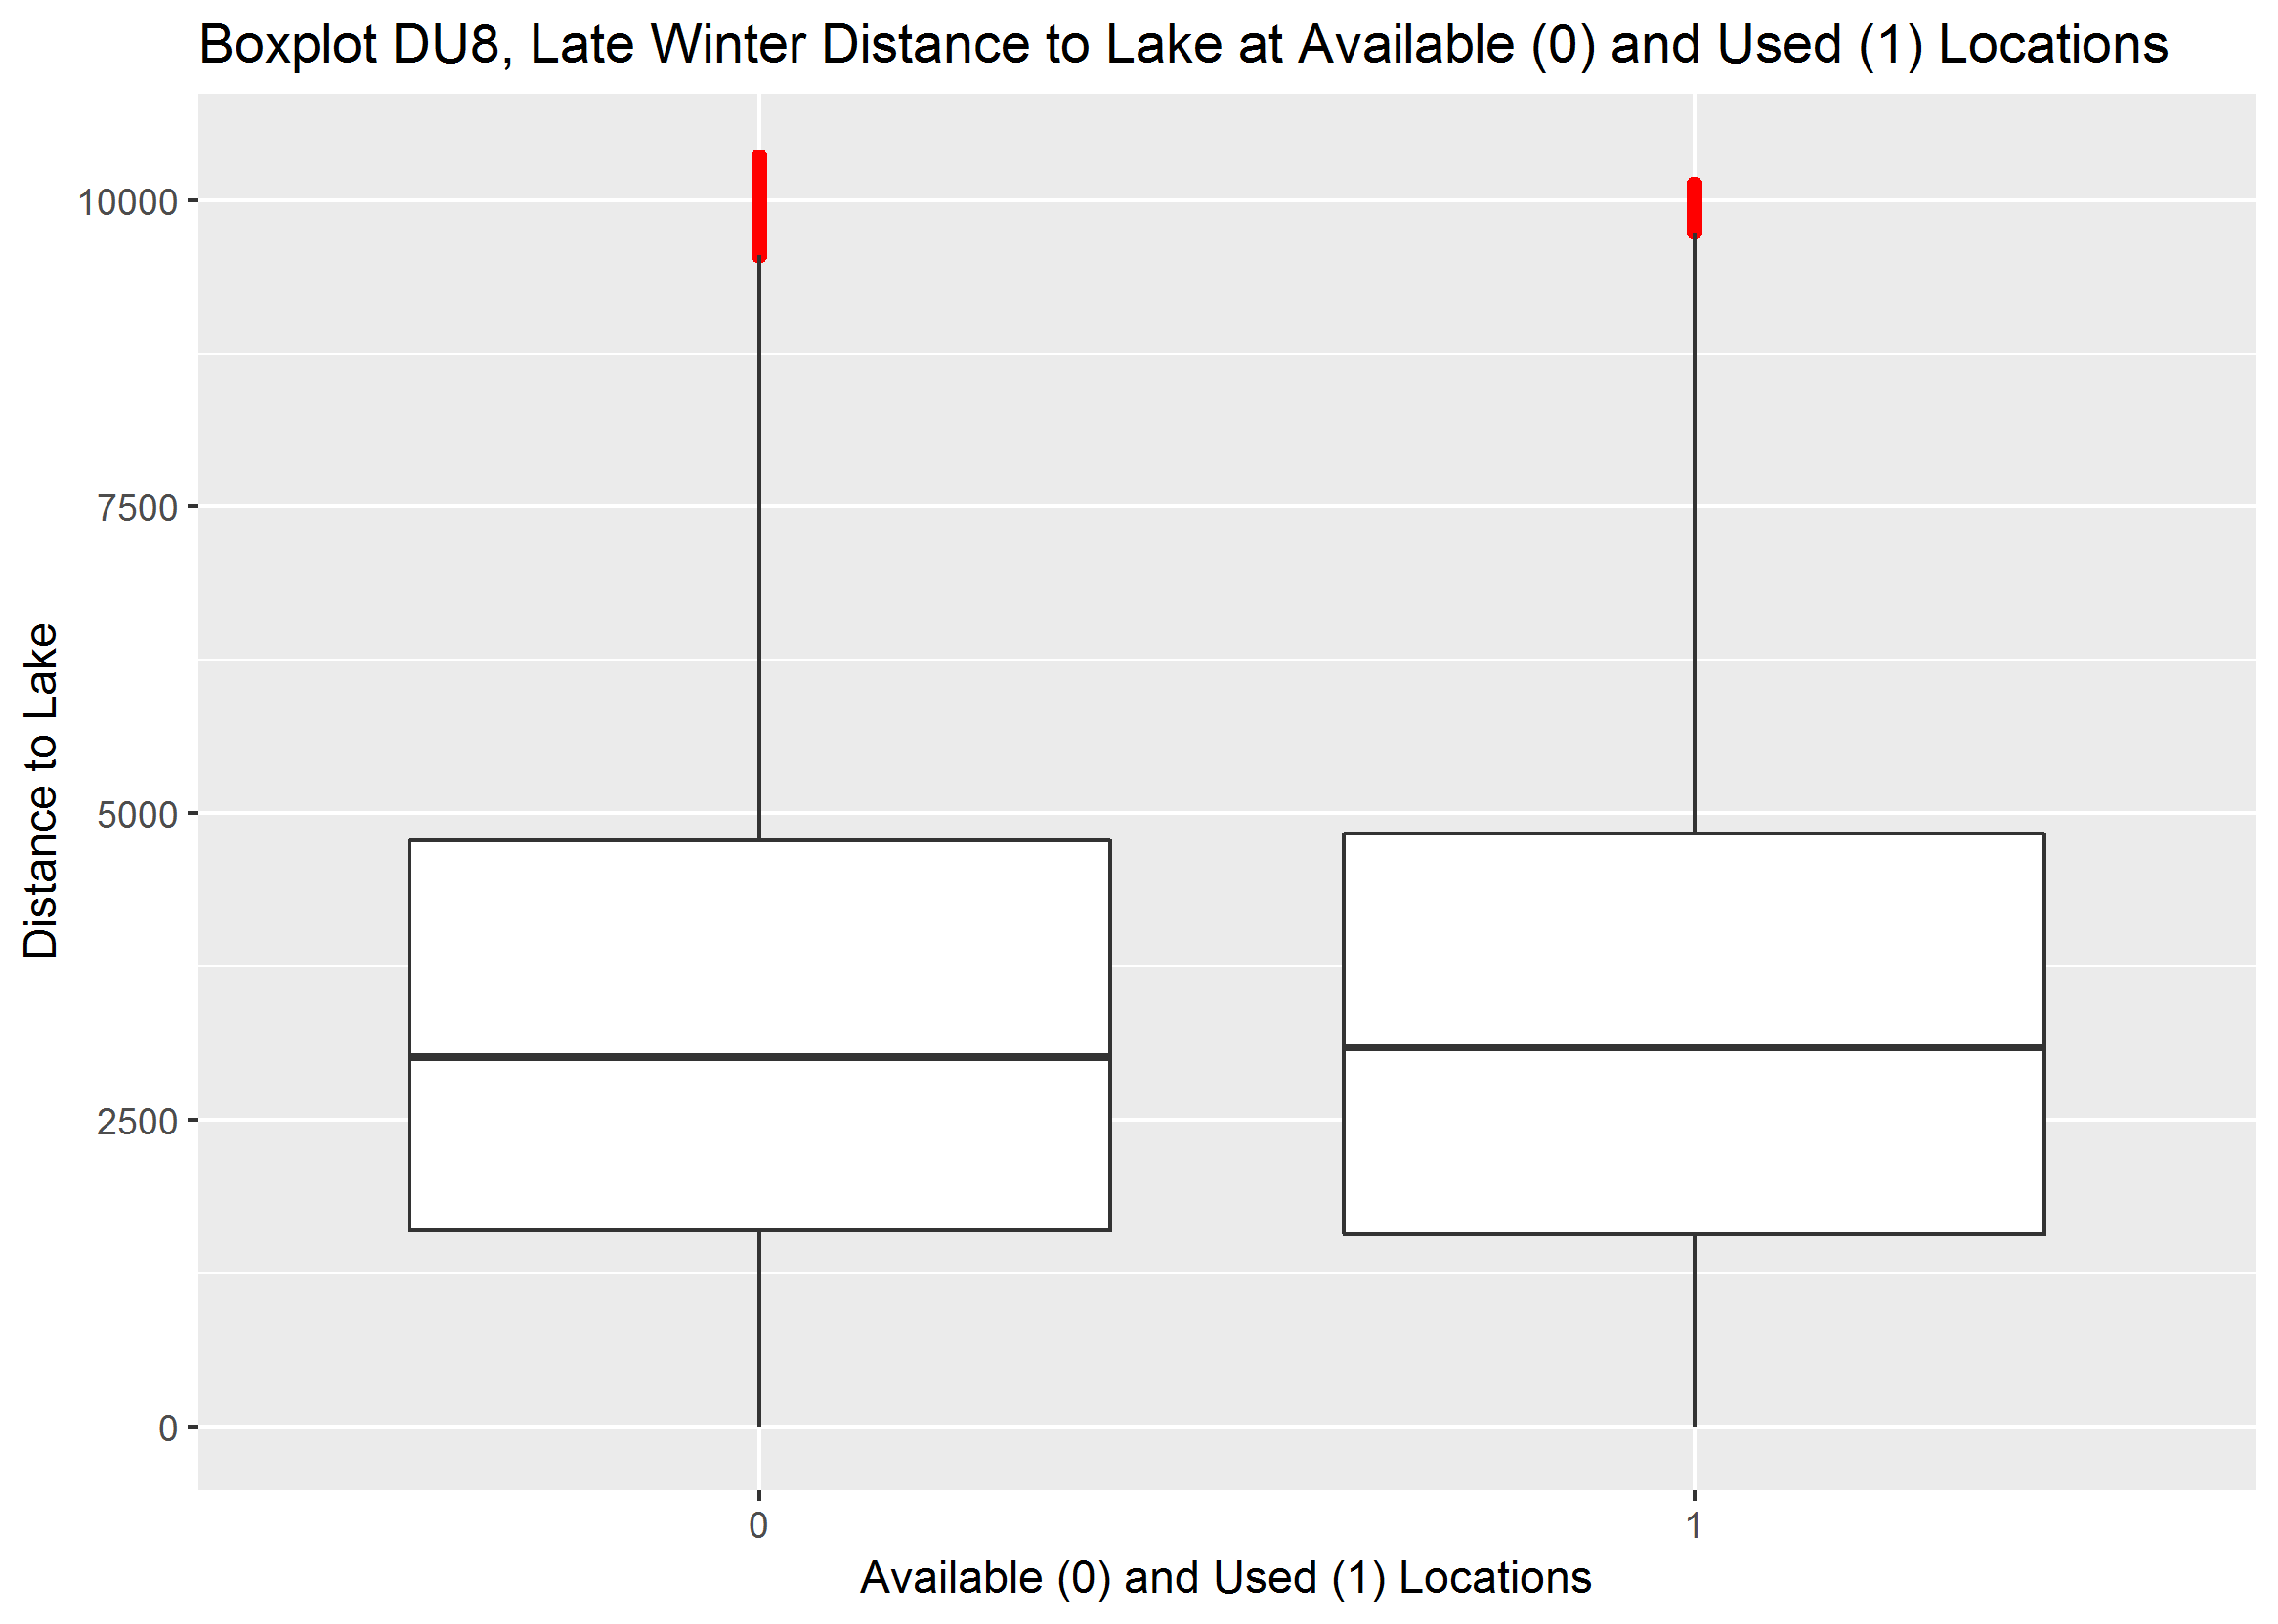 Boxplot DU8, Late Winter Distance to Lake at Available (0) and Used (1) Locations
Distance to Lake
10000
7500
5000
2500
0
0
1
Available (0) and Used (1) Locations